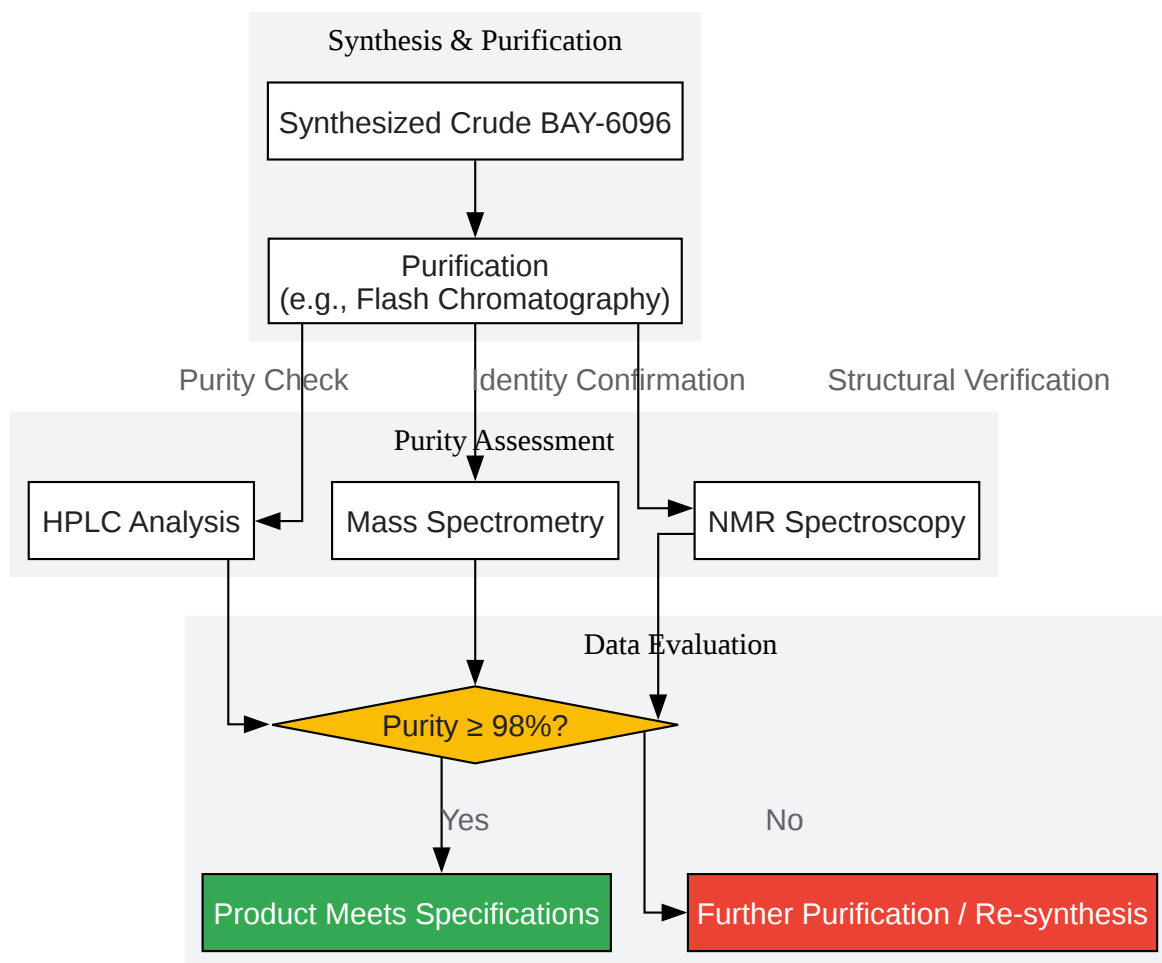 Synthesis & Purification
Synthesized Crude BAY-6096
Purification
(e.g., Flash Chromatography)
Purity Check
Identity Confirmation
Structural Verification
Purity Assessment
HPLC Analysis
Mass Spectrometry
NMR Spectroscopy
Data Evaluation
Purity ≥ 98%?
Yes
No
Product Meets Specifications
Further Purification / Re-synthesis